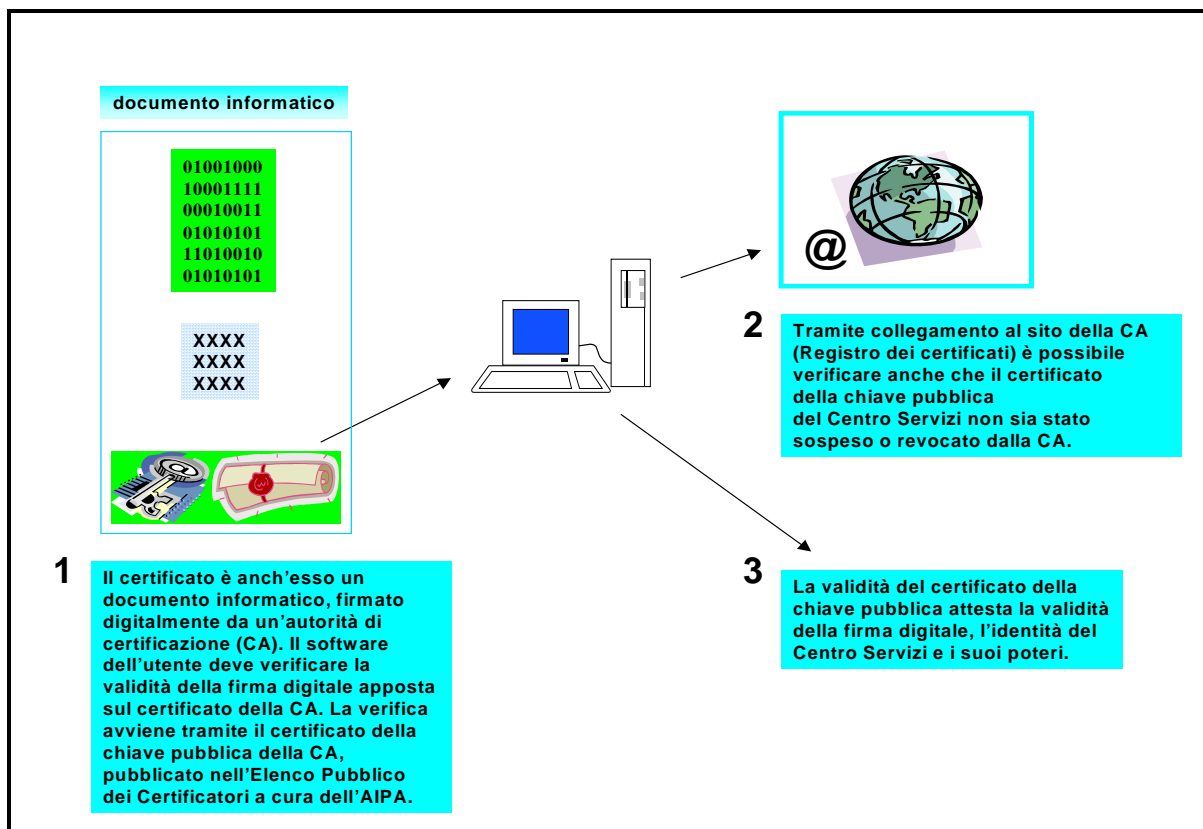 documento informatico
01001000
10001111
00010011
01010101
11010010
01010101
XXXX
XXXX
XXXX
@
1
Il certificato è anch'esso un
documento informatico, firmato
digitalmente da un'autorità di
certificazione (CA). Il software
dell'utente deve verificare la
validità della firma digitale apposta
sul certificato della CA. La verifica
avviene tramite il certificato della
chiave pubblica della CA,
pubblicato nell'Elenco Pubblico
dei Certificatori a cura dell'AIPA.
@
2
Tramite collegamento al sito della CA
(Registro dei certificati) è possibile
verificare anche che il certificato
della chiave pubblica
del Centro Servizi non sia stato
sospeso o revocato dalla CA.
3
La validità del certificato della
chiave pubblica attesta la validità
della firma digitale, l'identità del
Centro Servizi e i suoi poteri.